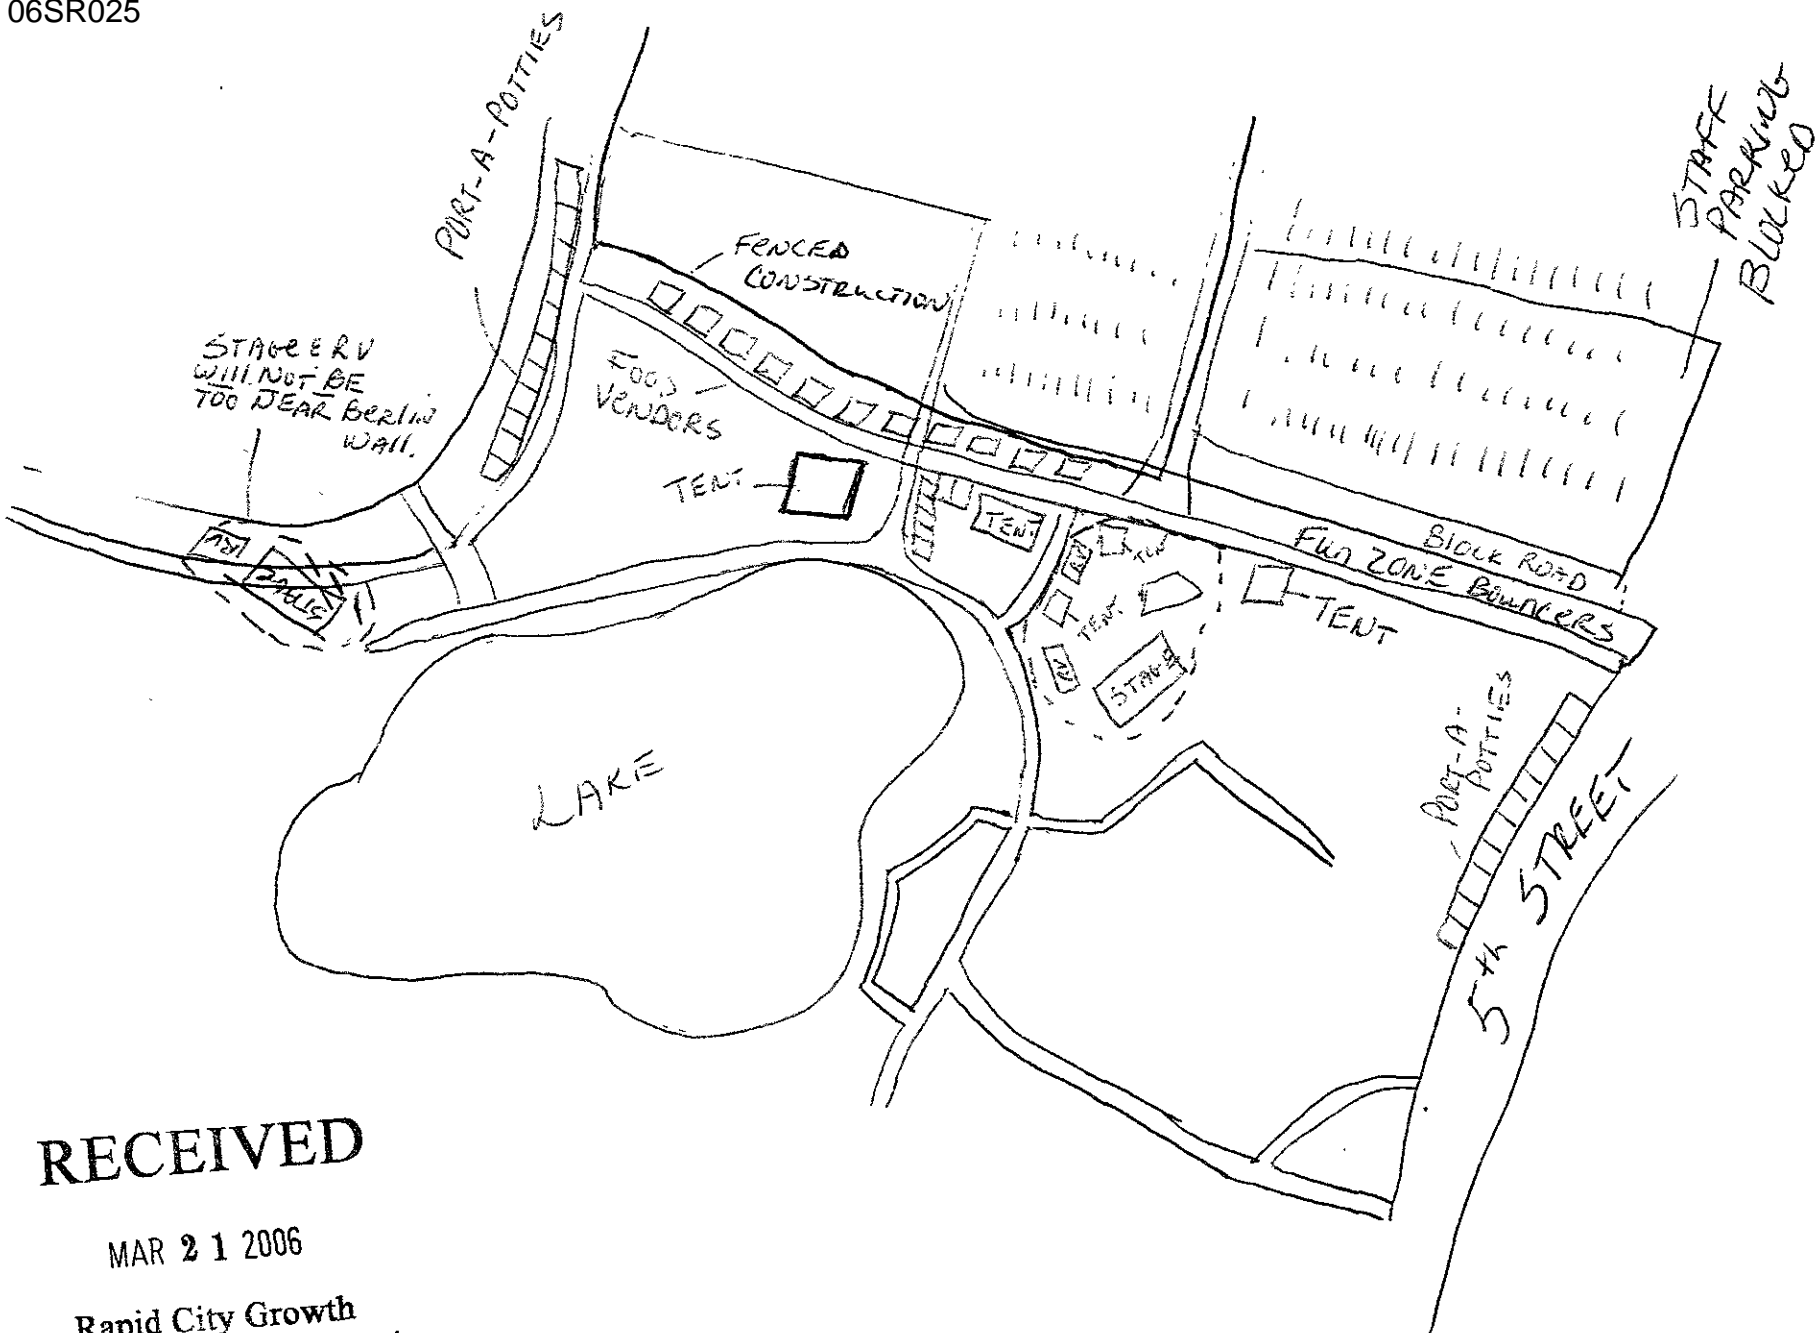 06SR025
PORT-A-POTTIES
STAFF
PARKING
BLOCKED
FENCED
CONSTRUCTION
STAGE & RV
WILL NOT BE
TOO NEAR BERLIN
WALL.
FOOD
VENDORS
TENT
TENT
RV
TENT
RV
STAGE
TENT
RV
STAGE
BLOCK ROAD
FUN ZONE BOUNCERS
TENT
PORT-A-
POTTIES
LAKE
5th STREET
RECEIVED
MAR 21 2006
Rapid City Growth